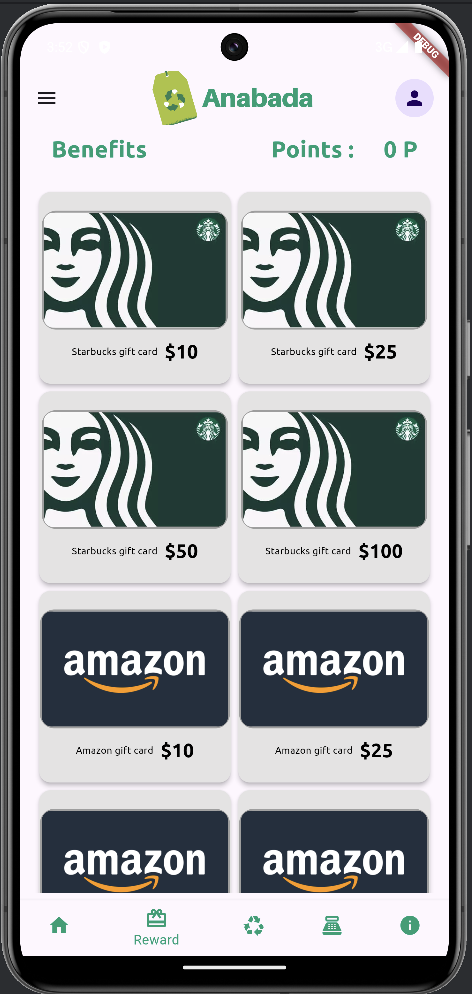 DEBUG
Anabada
Benefits Points : 0 P
Starbucks gift card $10 Starbucks gift card $25
Starbucks gift card $50 Starbucks gift card $100
amazon amazon
Amazon gift card $10 Amazon gift card $25
amazon amazon
Reward